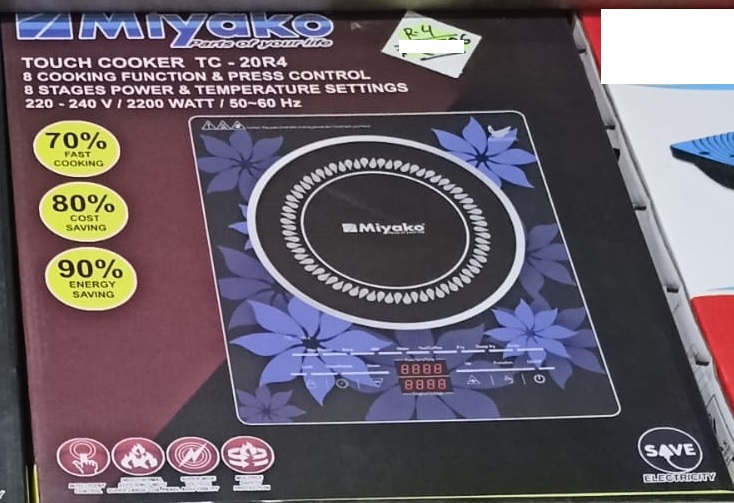 Miyako
Parts of your life
R-4
TOUCH COOKER TC - 20R4
8 COOKING FUNCTION & PRESS CONTROL
8 STAGES POWER & TEMPERATURE SETTINGS
220 - 240 V / 2200 WATT / 50~60 Hz
70%
FAST
COOKING
80%
COST
SAVING
90%
ENERGY
SAVING
Miyako
8888
8888
SAVE
ELECTRICITY